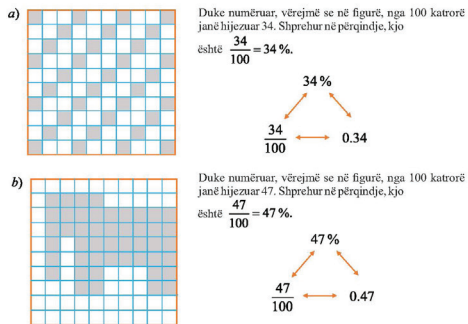 a)
Duke numëruar, vërejmë se në figurë, nga 100 katrorë
janë hijezuar 34. Shprehur në përqindje, kjo
është 34/100 = 34 %.
34 %
34/100
0.34
b)
Duke numëruar, vërejmë se në figurë, nga 100 katrorë
janë hijezuar 47. Shprehur në përqindje, kjo
është 47/100 = 47 %.
47 %
47/100
0.47